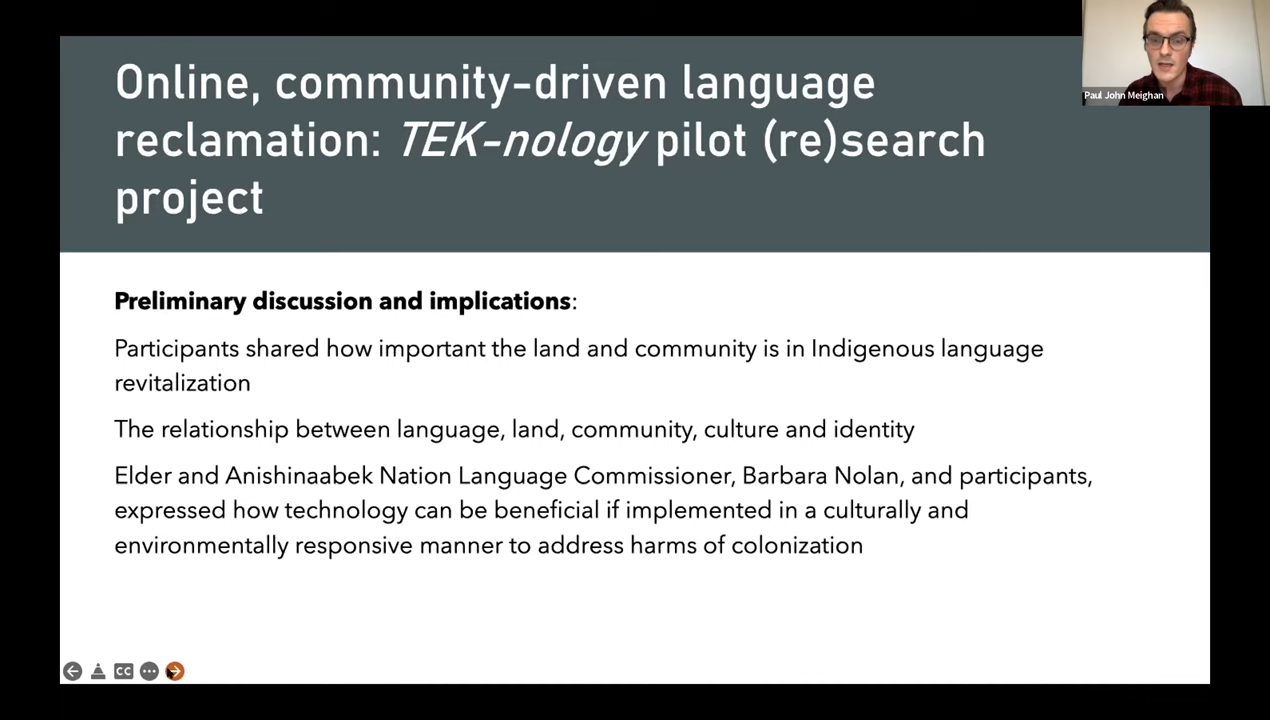 Paul John Meighan
Online, community-driven language
reclamation: TEK-nology pilot (re)search
project
Preliminary discussion and implications:
Participants shared how important the land and community is in Indigenous language
revitalization
The relationship between language, land, community, culture and identity
Elder and Anishinaabek Nation Language Commissioner, Barbara Nolan, and participants,
expressed how technology can be beneficial if implemented in a culturally and
environmentally responsive manner to address harms of colonization
CC